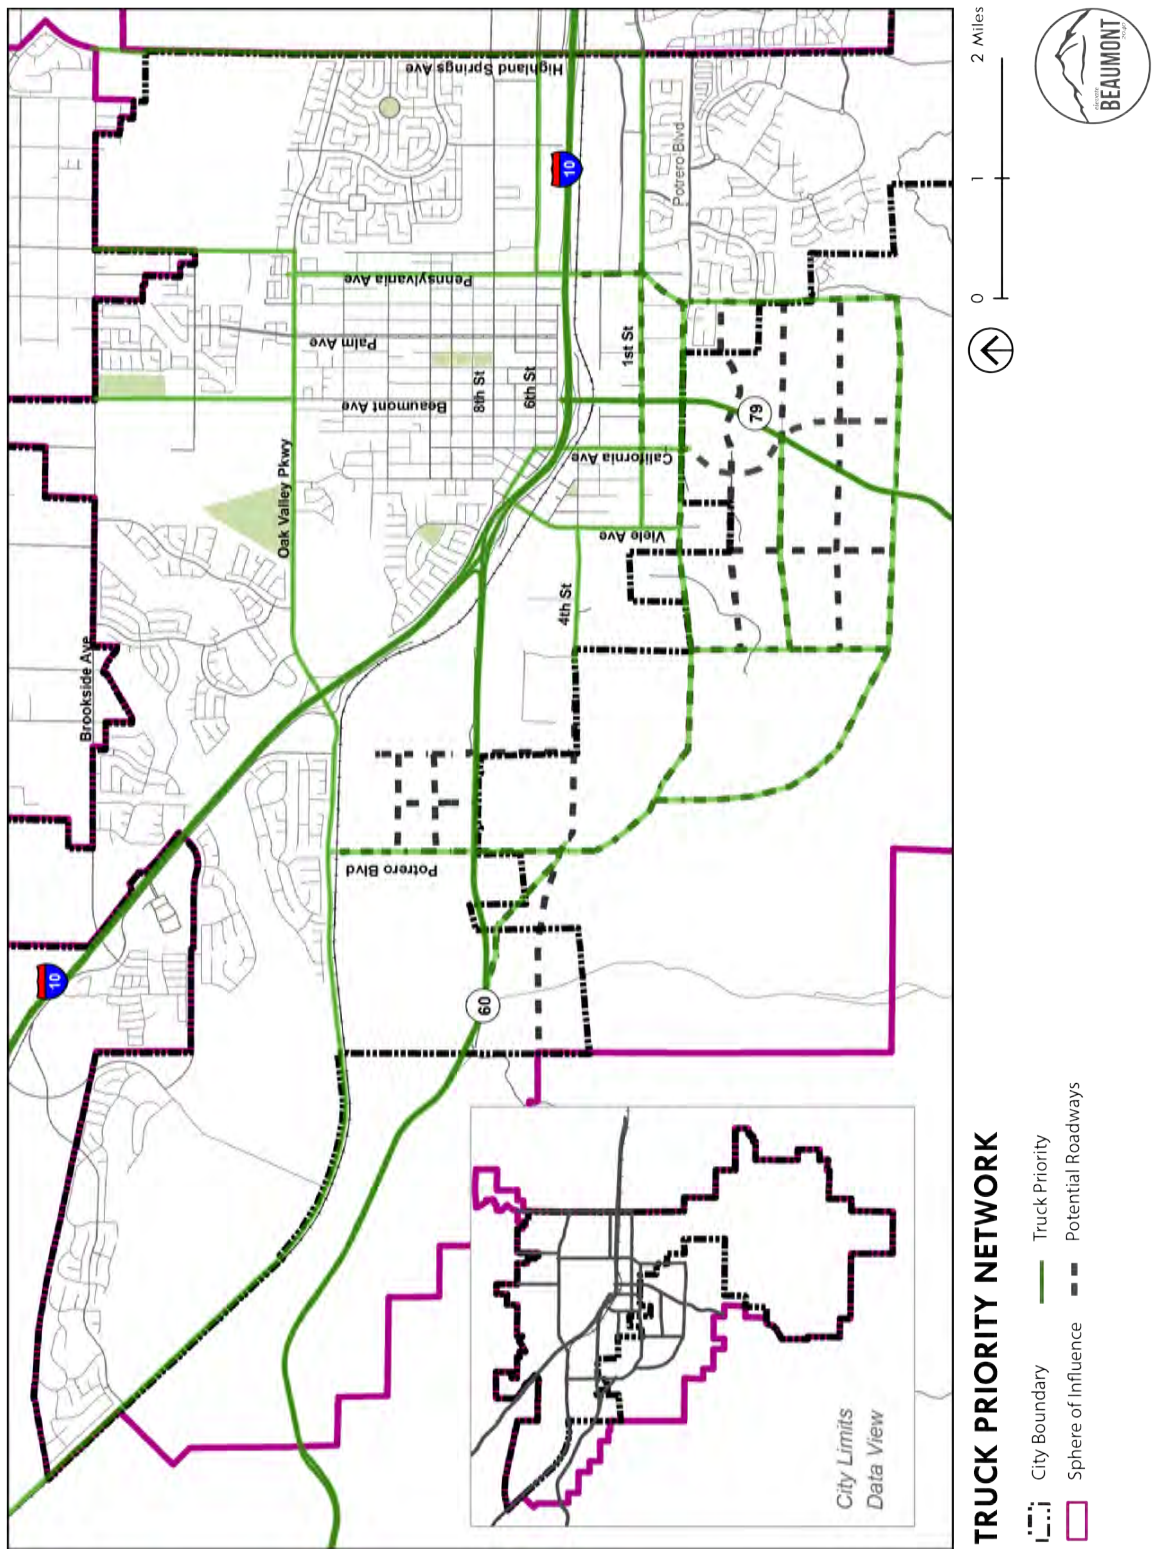 Highland Springs Ave
10
Potrero Blvd
Pennsylvania Ave
Palm Ave
1st St
8th St
6th St
Beaumont Ave
79
Oak Valley Pkwy
California Ave
Viele Ave
4th St
Brookside Ave
Potrero Blvd
10
60
City Limits
Data View
TRUCK PRIORITY NETWORK
City Boundary
Truck Priority
Sphere of Influence
Potential Roadways
0
1
2 Miles
elevate
BEAUMONT